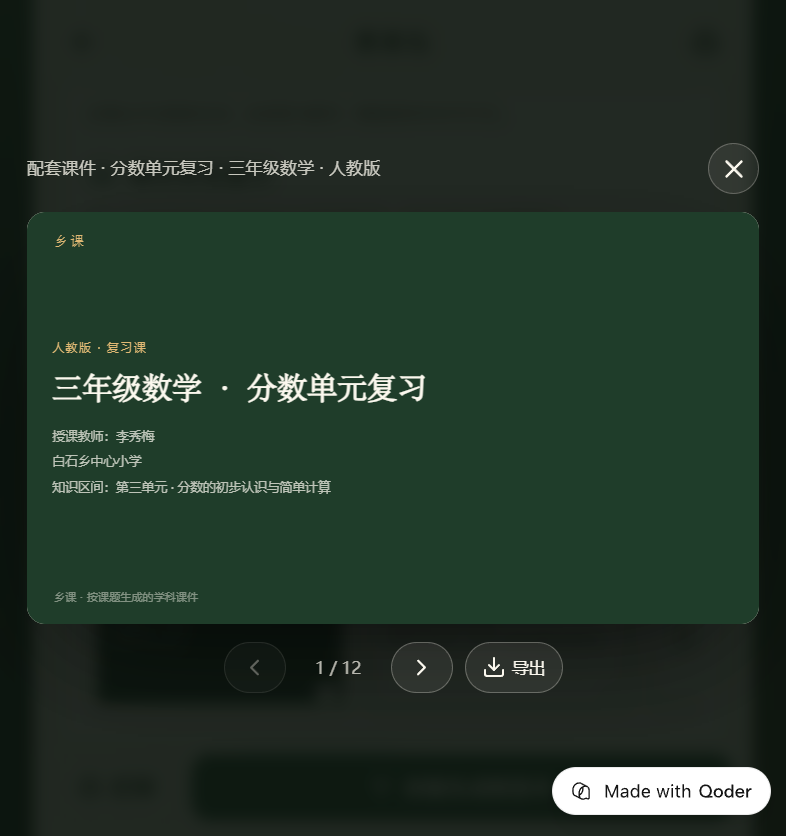 配套课件 · 分数单元复习 · 三年级数学 · 人教版
乡 课
人教版 · 复习课
三年级数学 · 分数单元复习
授课教师：李秀梅
白石乡中心小学
知识区间：第三单元 · 分数的初步认识与简单计算
乡课 · 按课题生成的学科课件
1 / 12
导出
Made with Qoder